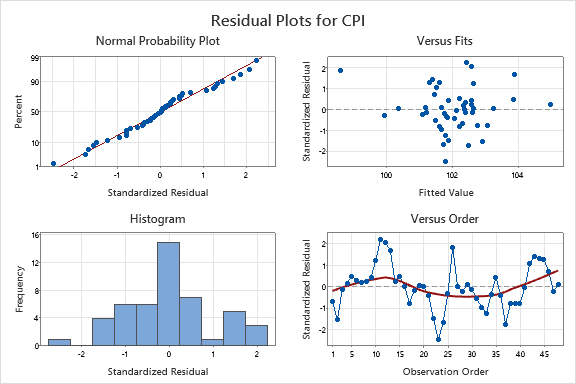 Residual Plots for CPI
Normal Probability Plot
Percent
99
90
50
10
1
-2 -1 0 1 2
Standardized Residual
Versus Fits
Standardized Residual
2
1
0
-1
-2
100 102 104
Fitted Value
Histogram
Frequency
16
12
8
4
0
-2 -1 0 1 2
Standardized Residual
Versus Order
Standardized Residual
2
1
0
-1
-2
1 5 10 15 20 25 30 35 40 45
Observation Order